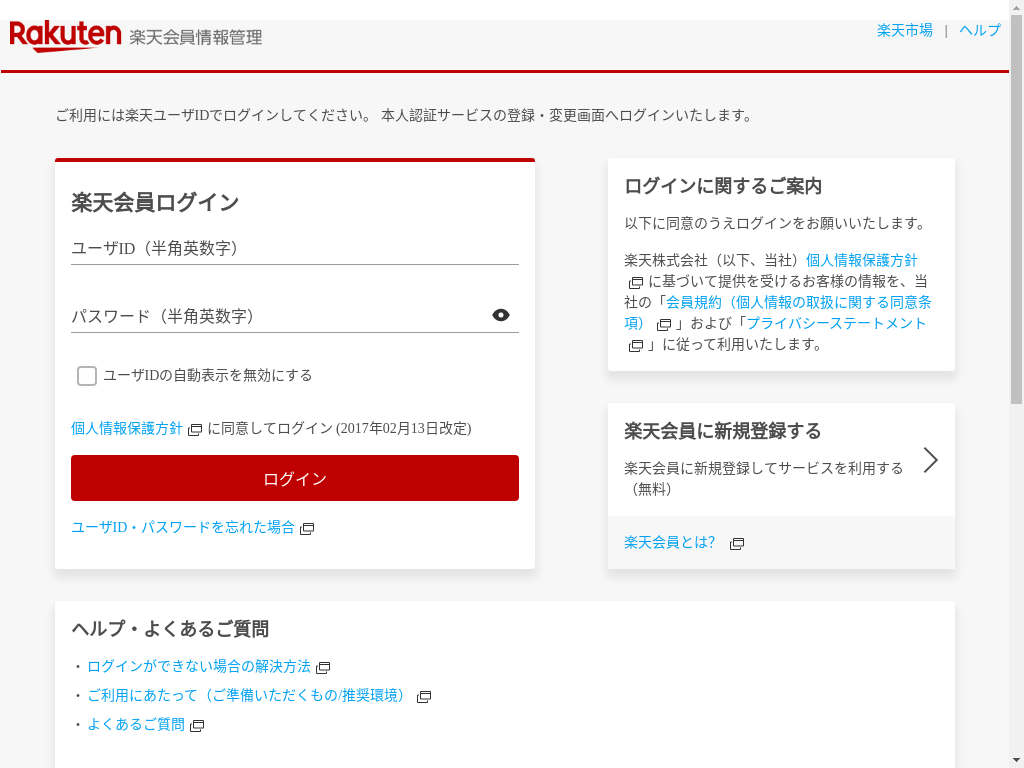 Rakuten 楽天会員情報管理
楽天市場 | ヘルプ
ご利用には楽天ユーザIDでログインしてください。 本人認証サービスの登録・変更画面へログインいたします。
楽天会員ログイン
ユーザID（半角英数字）
パスワード（半角英数字）
ユーザIDの自動表示を無効にする
個人情報保護方針 に同意してログイン (2017年02月13日改定)
ログイン
ユーザID・パスワードを忘れた場合
ログインに関するご案内
以下に同意のうえログインをお願いいたします。
楽天株式会社（以下、当社）個人情報保護方針
に基づいて提供を受けるお客様の情報を、当
社の「会員規約（個人情報の取扱に関する同意条
項） 」および「プライバシーステートメント
」に従って利用いたします。
楽天会員に新規登録する
楽天会員に新規登録してサービスを利用する
（無料）
楽天会員とは?
ヘルプ・よくあるご質問
・ログインができない場合の解決方法
・ご利用にあたって（ご準備いただくもの/推奨環境）
・よくあるご質問